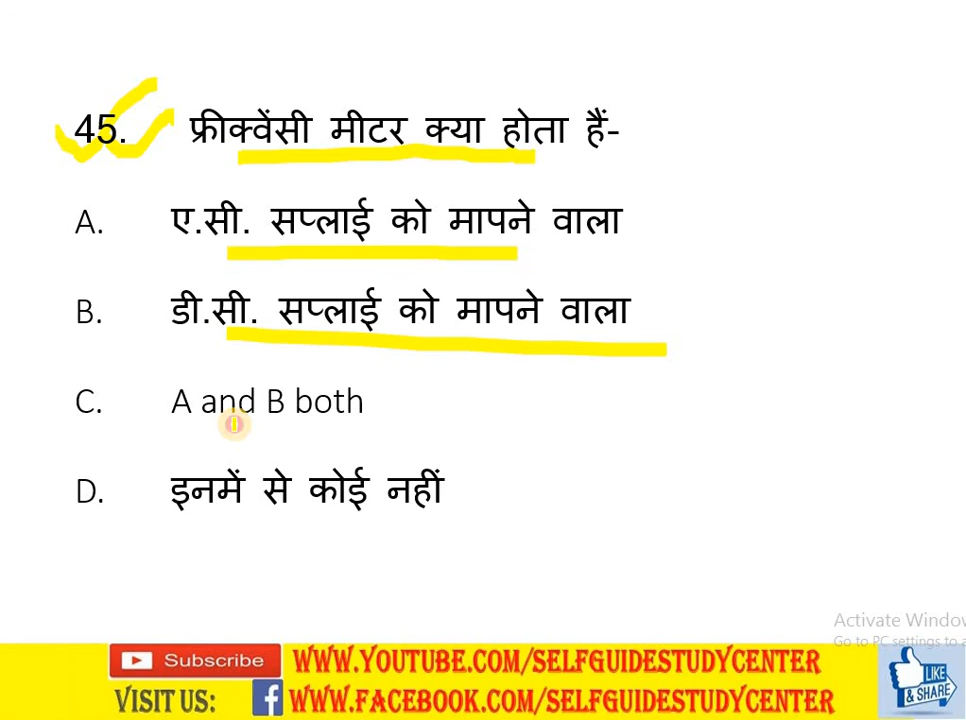 45. फ्रीक्वेंसी मीटर क्या होता हैं-
A. ए.सी. सप्लाई को मापने वाला
B. डी.सी. सप्लाई को मापने वाला
C. A and B both
D. इनमें से कोई नहीं
Activate Window
Go to PC settings to a
Subscribe WWW.YOUTUBE.COM/SELFGUIDESTUDYCENTER
VISIT US: f WWW.FACEBOOK.COM/SELFGUIDESTUDYCENTER
LIKE
& SHARE